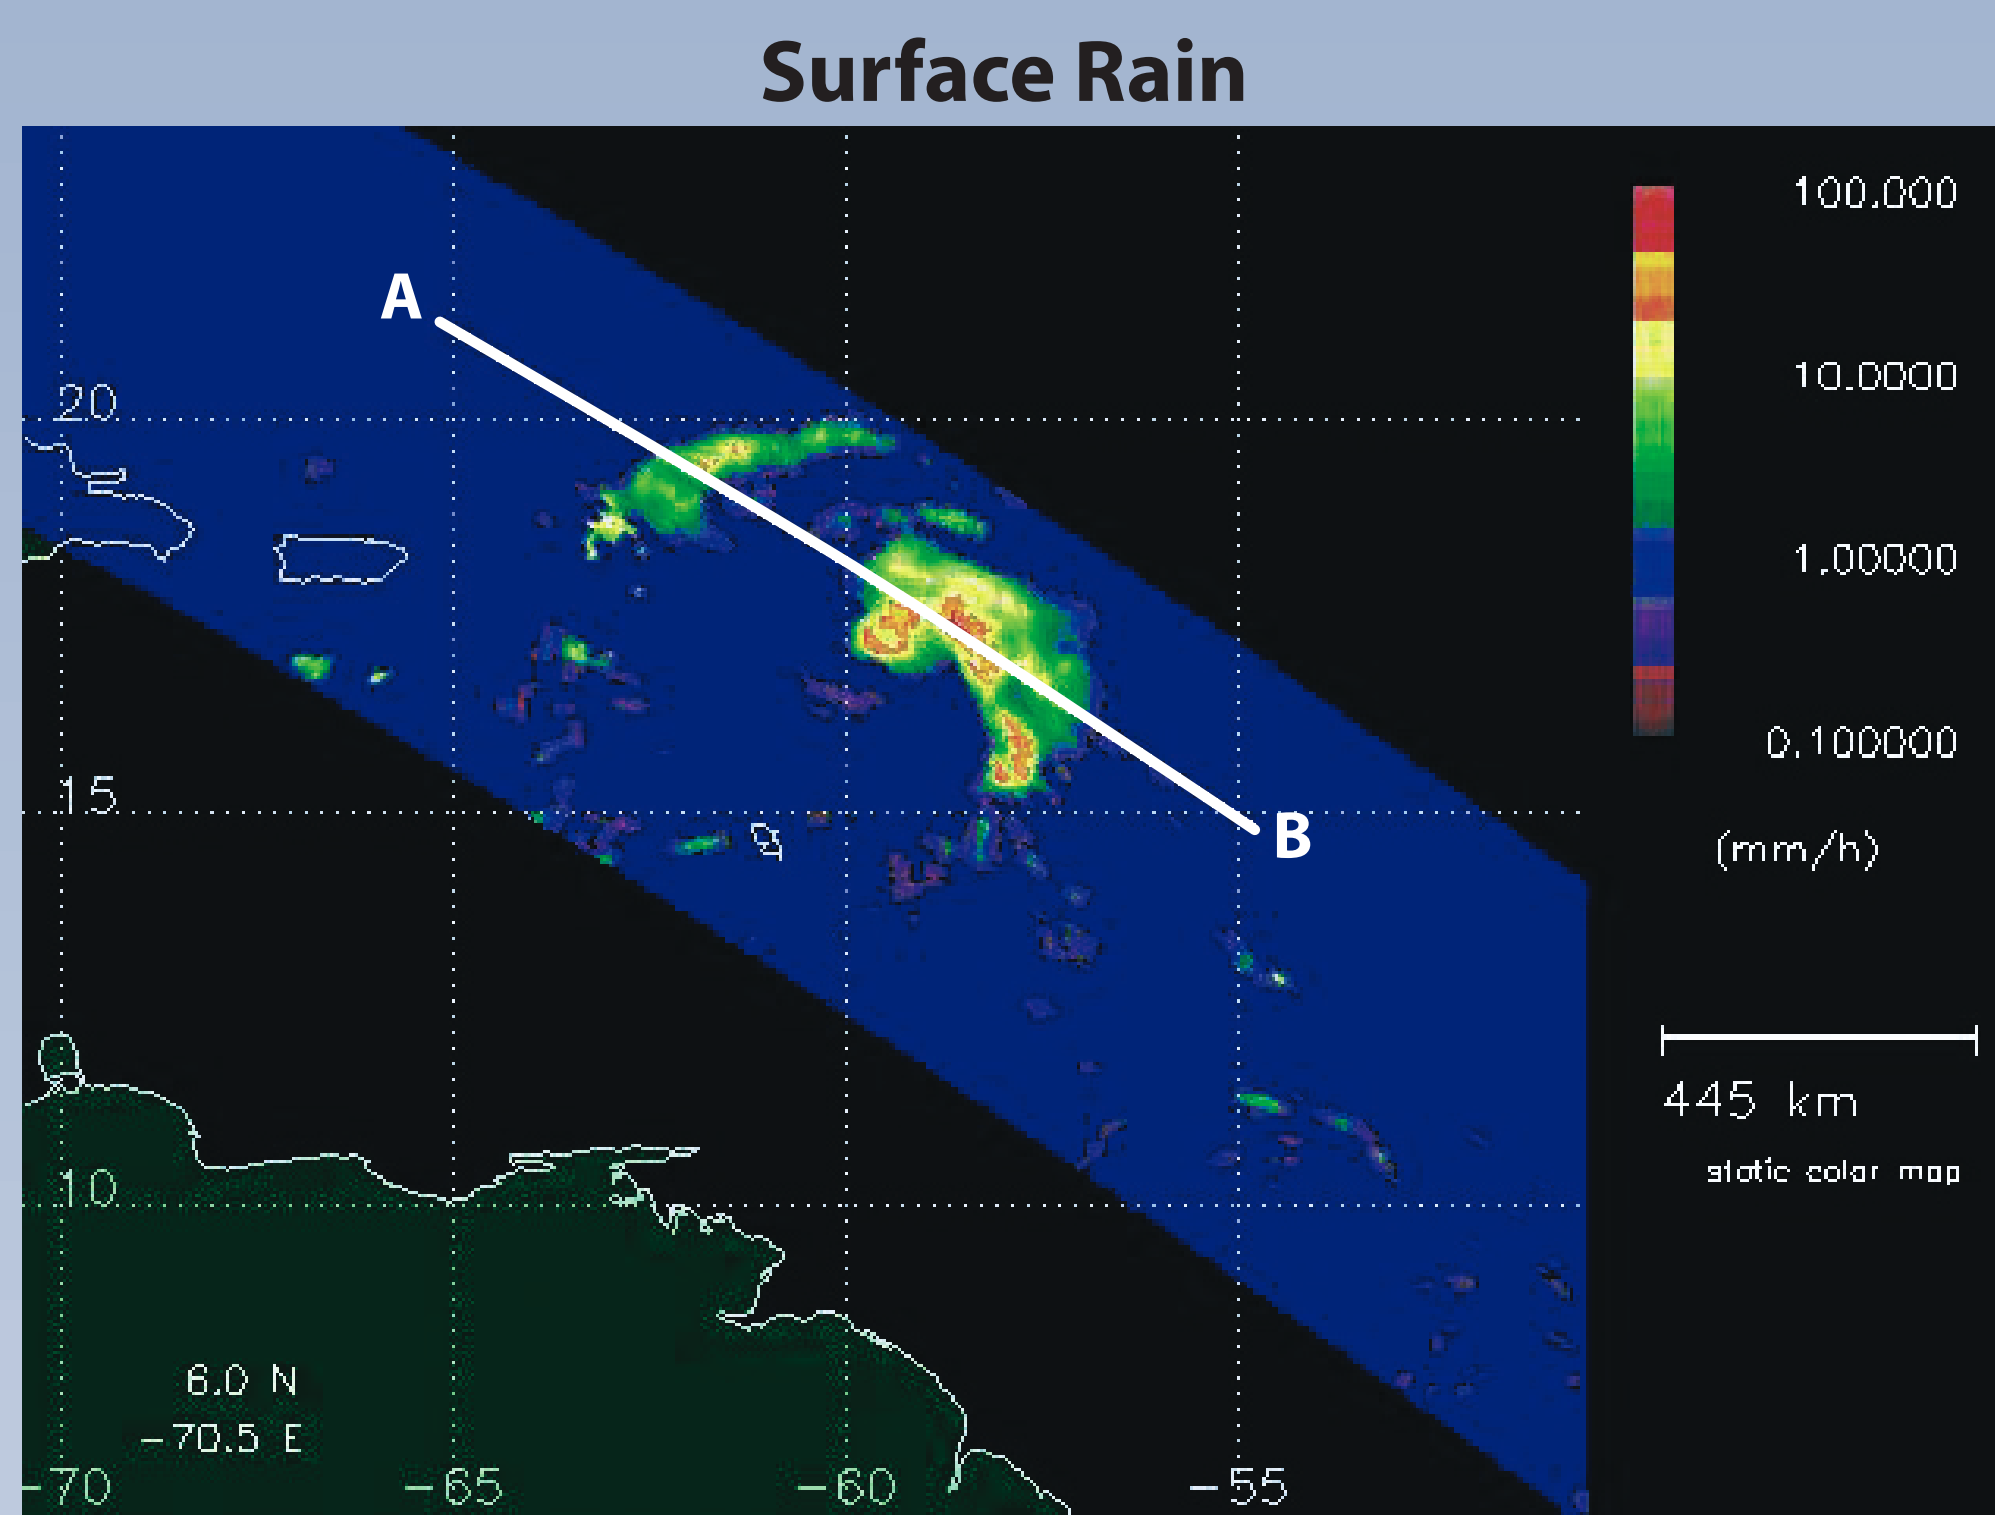 Surface Rain
100.000
A
10.0000
20
1.00000
0.100000
15
B
(mm/h)
445 km
static color map
10
6.0 N
-70.5 E
-70
-65
-60
-55